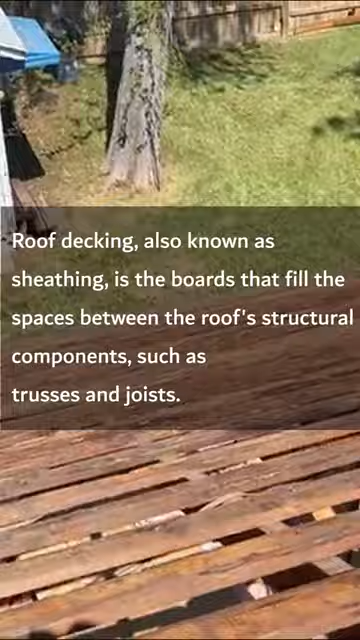 Roof decking, also known as
sheathing, is the boards that fill the
spaces between the roof's structural
components, such as
trusses and joists.